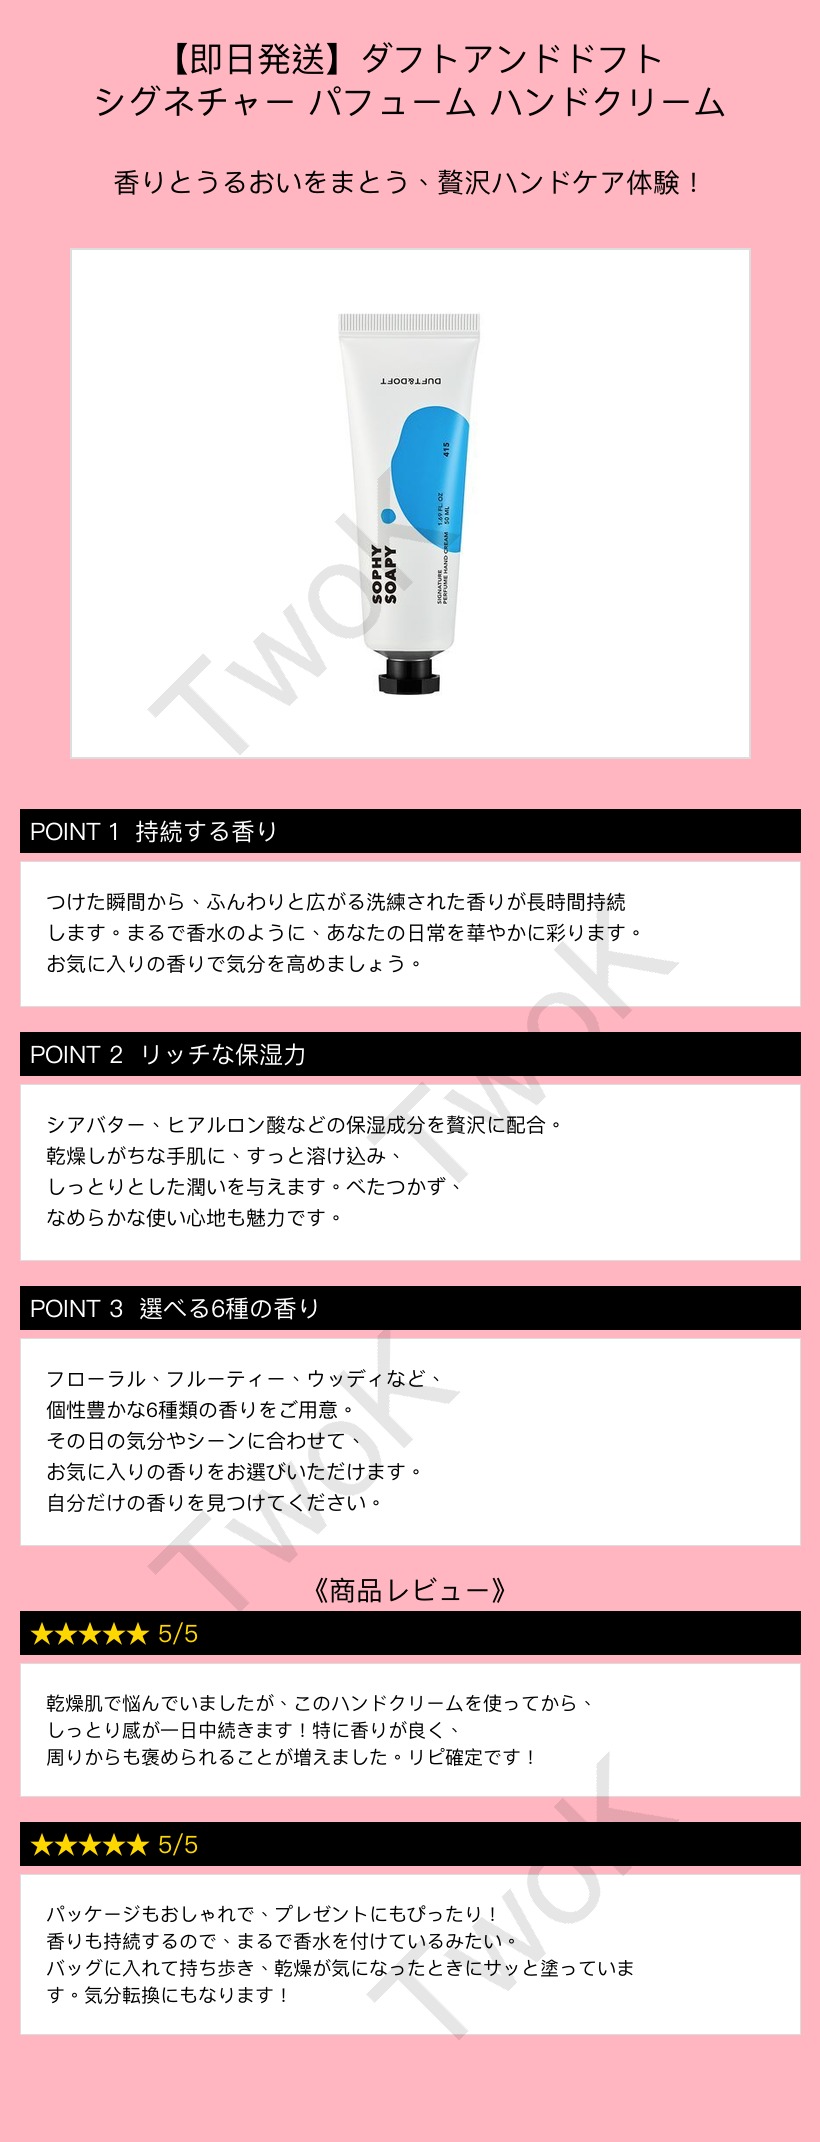 【即日発送】ダフトアンドドフト
シグネチャー パフューム ハンドクリーム
香りとうるおいをまとう、贅沢ハンドケア体験！
DUFT&DOFT
415
SOPHY
SOAPY
SIGNATURE
PERFUME HAND CREAM
1.69 FL. OZ
50 ML
TwoK
POINT 1 持続する香り
つけた瞬間から、ふんわりと広がる洗練された香りが長時間持続
します。まるで香水のように、あなたの日常を華やかに彩ります。
お気に入りの香りで気分を高めましょう。
TwoK
POINT 2 リッチな保湿力
シアバター、ヒアルロン酸などの保湿成分を贅沢に配合。
乾燥しがちな手肌に、すっと溶け込み、
しっとりとした潤いを与えます。べたつかず、
なめらかな使い心地も魅力です。
POINT 3 選べる6種の香り
フローラル、フルーティー、ウッディなど、
個性豊かな6種類の香りをご用意。
その日の気分やシーンに合わせて、
お気に入りの香りをお選びいただけます。
自分だけの香りを見つけてください。
TwoK
《商品レビュー》
★★★★★ 5/5
乾燥肌で悩んでいましたが、このハンドクリームを使ってから、
しっとり感が一日中続きます！特に香りが良く、
周りからも褒められることが増えました。リピ確定です！
★★★★★ 5/5
パッケージもおしゃれで、プレゼントにもぴったり！
香りも持続するので、まるで香水を付けているみたい。
バッグに入れて持ち歩き、乾燥が気になったときにサッと塗っていま
す。気分転換にもなります！
TwoK